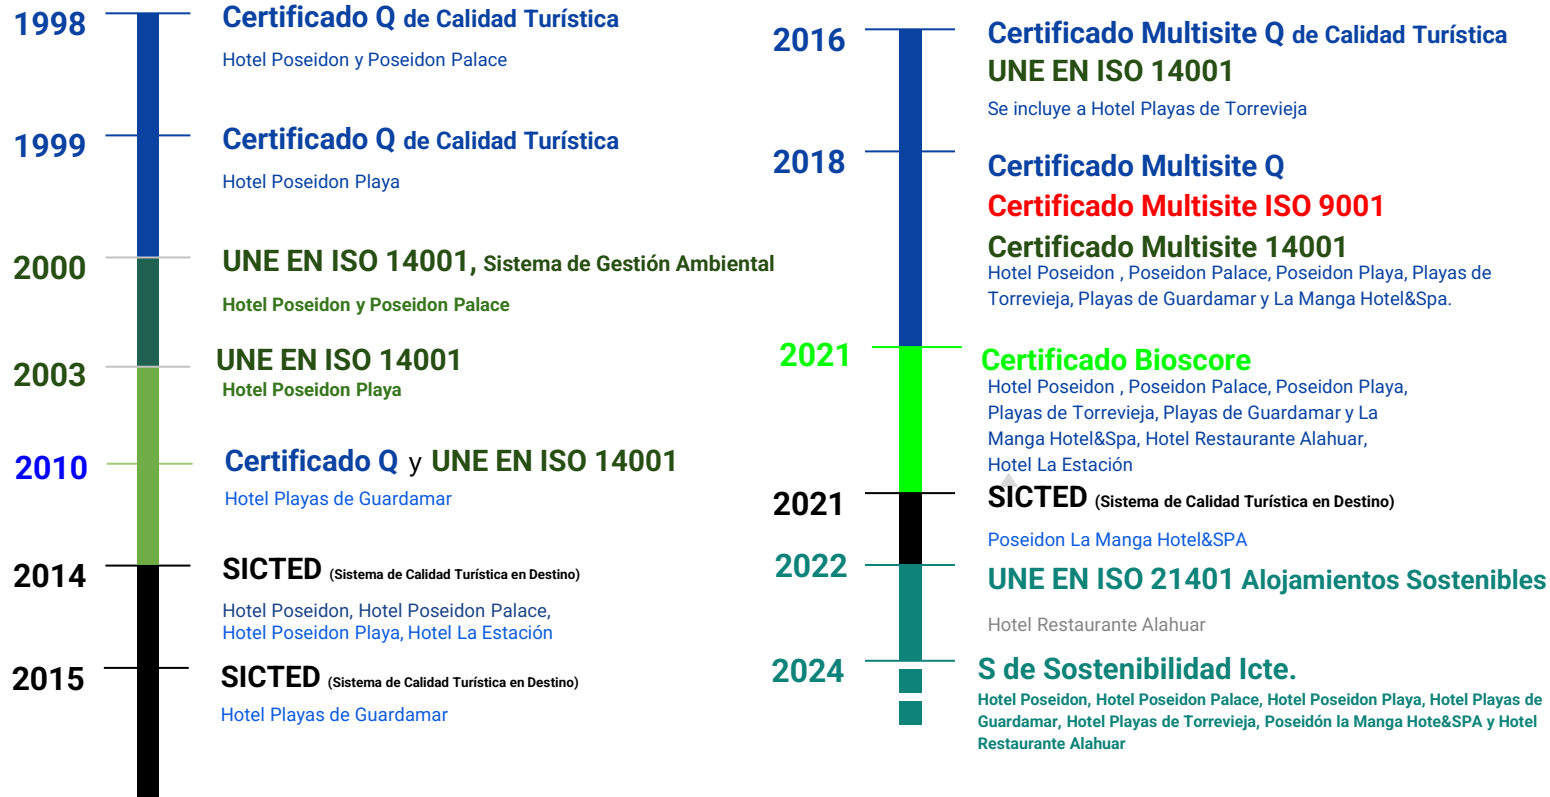 1998
Certificado Q de Calidad Turística
Hotel Poseidon y Poseidon Palace
1999
Certificado Q de Calidad Turística
Hotel Poseidon Playa
2000
UNE EN ISO 14001, Sistema de Gestión Ambiental
Hotel Poseidon y Poseidon Palace
2003
UNE EN ISO 14001
Hotel Poseidon Playa
2010
Certificado Q y UNE EN ISO 14001
Hotel Playas de Guardamar
2014
SICTED (Sistema de Calidad Turística en Destino)
Hotel Poseidon, Hotel Poseidon Palace,
Hotel Poseidon Playa, Hotel La Estación
2015
SICTED (Sistema de Calidad Turística en Destino)
Hotel Playas de Guardamar
2016
Certificado Multisite Q de Calidad Turística
UNE EN ISO 14001
Se incluye a Hotel Playas de Torrevieja
2018
Certificado Multisite Q
Certificado Multisite ISO 9001
Certificado Multisite 14001
Hotel Poseidon , Poseidon Palace, Poseidon Playa, Playas de
Torrevieja, Playas de Guardamar y La Manga Hotel&Spa.
2021
Certificado Bioscore
Hotel Poseidon , Poseidon Palace, Poseidon Playa,
Playas de Torrevieja, Playas de Guardamar y La
Manga Hotel&Spa, Hotel Restaurante Alahuar,
Hotel La Estación
2021
SICTED (Sistema de Calidad Turística en Destino)
Poseidon La Manga Hotel&SPA
2022
UNE EN ISO 21401 Alojamientos Sostenibles
Hotel Restaurante Alahuar
2024
S de Sostenibilidad Icte.
Hotel Poseidon, Hotel Poseidon Palace, Hotel Poseidon Playa, Hotel Playas de
Guardamar, Hotel Playas de Torrevieja, Poseidón la Manga Hote&SPA y Hotel
Restaurante Alahuar